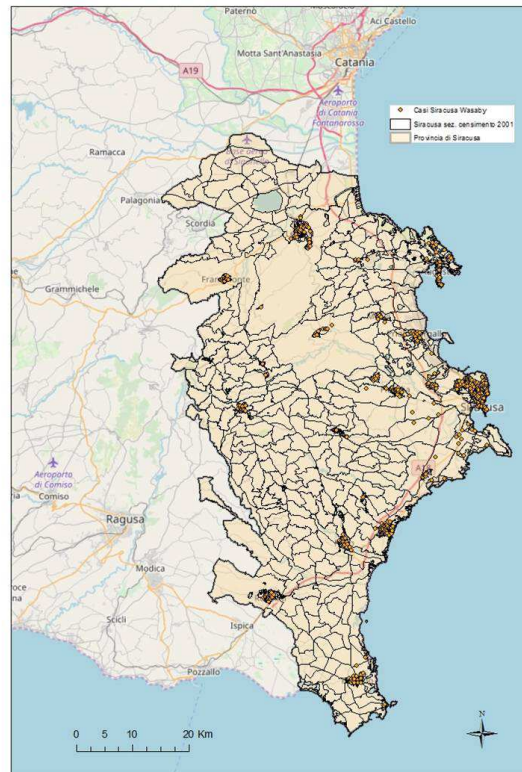 Paternò
Aci Castello
Motta Sant'Anastasia
A19
Catania
Aeroporto
di Catania
Fontanarossa
Casi Siracusa Wasaby
Siracusa sez. censimento 2001
Provincia di Siracusa
Ramacca
Palagonia
Scordia
Grammichele
Francofonte
Siracusa
Aeroporto
di Comiso
Comiso
Ragusa
Modica
Scicli
Ispica
Pozzallo
N
0 5 10 20 Km